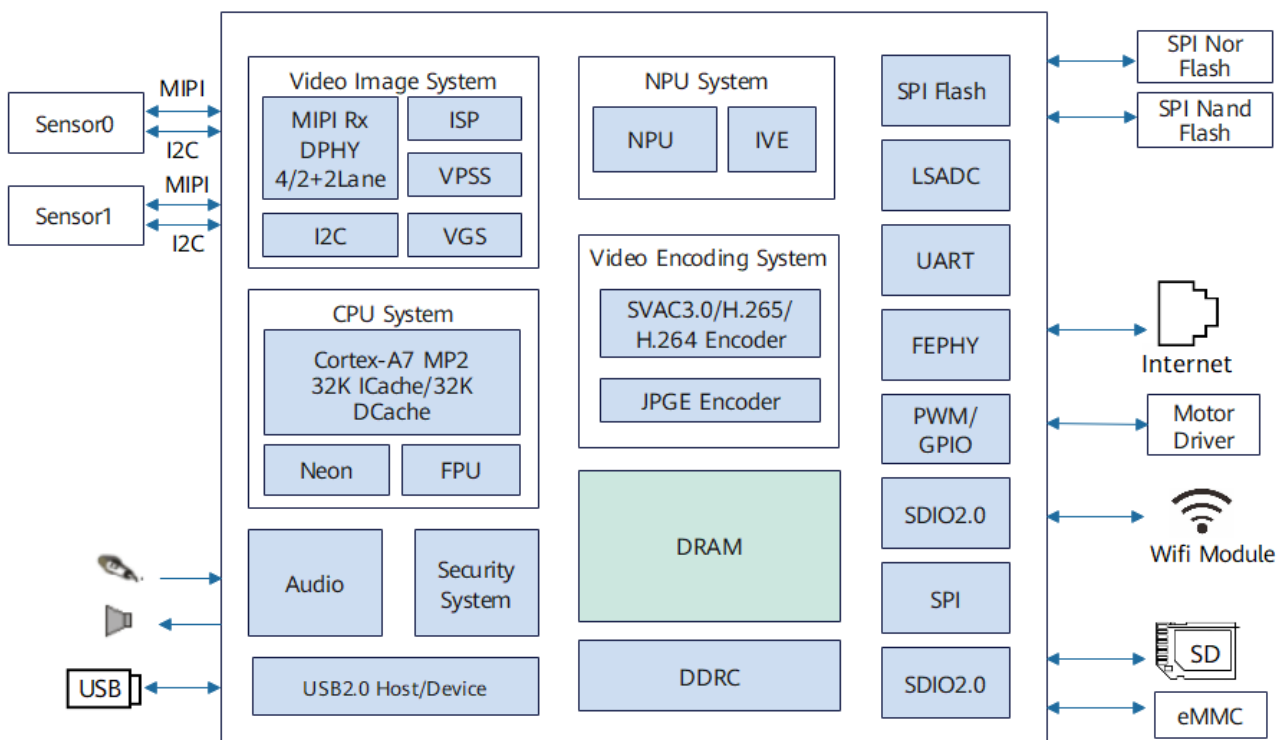 MIPI
Sensor0
I2C
MIPI
Sensor1
I2C
USB
Video Image System
MIPI Rx
DPHY
4/2+2Lane
ISP
VPSS
I2C
VGS
CPU System
Cortex-A7 MP2
32K ICache/32K
DCache
Neon
FPU
Audio
Security
System
USB2.0 Host/Device
NPU System
NPU
IVE
Video Encoding System
SVAC3.0/H.265/
H.264 Encoder
JPGE Encoder
DRAM
DDRC
SPI Flash
LSADC
UART
FEPHY
PWM/
GPIO
SDIO2.0
SPI
SDIO2.0
SPI Nor
Flash
SPI Nand
Flash
Internet
Motor
Driver
Wifi Module
SD
eMMC